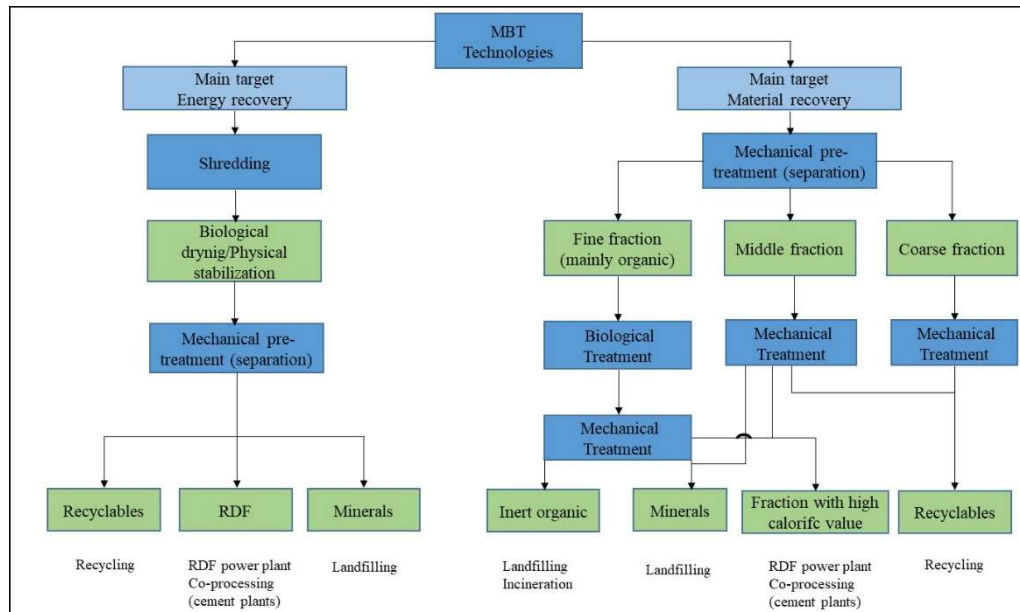 MBT
Technologies
Main target
Energy recovery
Main target
Material recovery
Shredding
Mechanical pre-
treatment (separation)
Biological
drynig/Physical
stabilization
Fine fraction
(mainly organic)
Middle fraction
Coarse fraction
Mechanical pre-
treatment (separation)
Biological
Treatment
Mechanical
Treatment
Mechanical
Treatment
Mechanical
Treatment
Recyclables
RDF
Minerals
Inert organic
Minerals
Fraction with high
calorifc value
Recyclables
Recycling
RDF power plant
Co-processing
(cement plants)
Landfilling
Landfilling
Incineration
Landfilling
RDF power plant
Co-processing
(cement plants)
Recycling